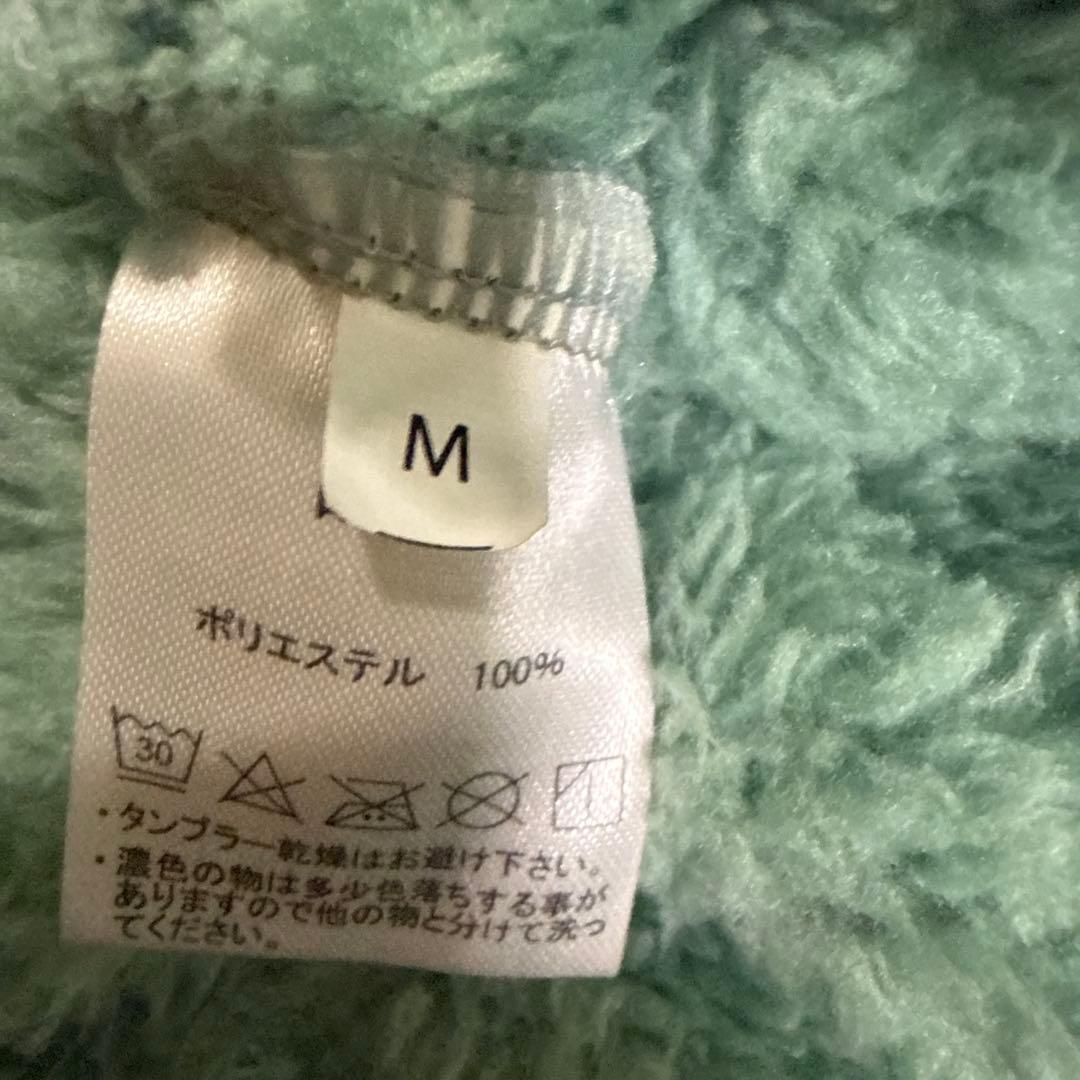 M
ポリエステル 100%
30
・タンブラー乾燥はお避け下さい。
・濃色の物は多少色落ちする事が
ありますので他の物と分けて洗っ
てください。